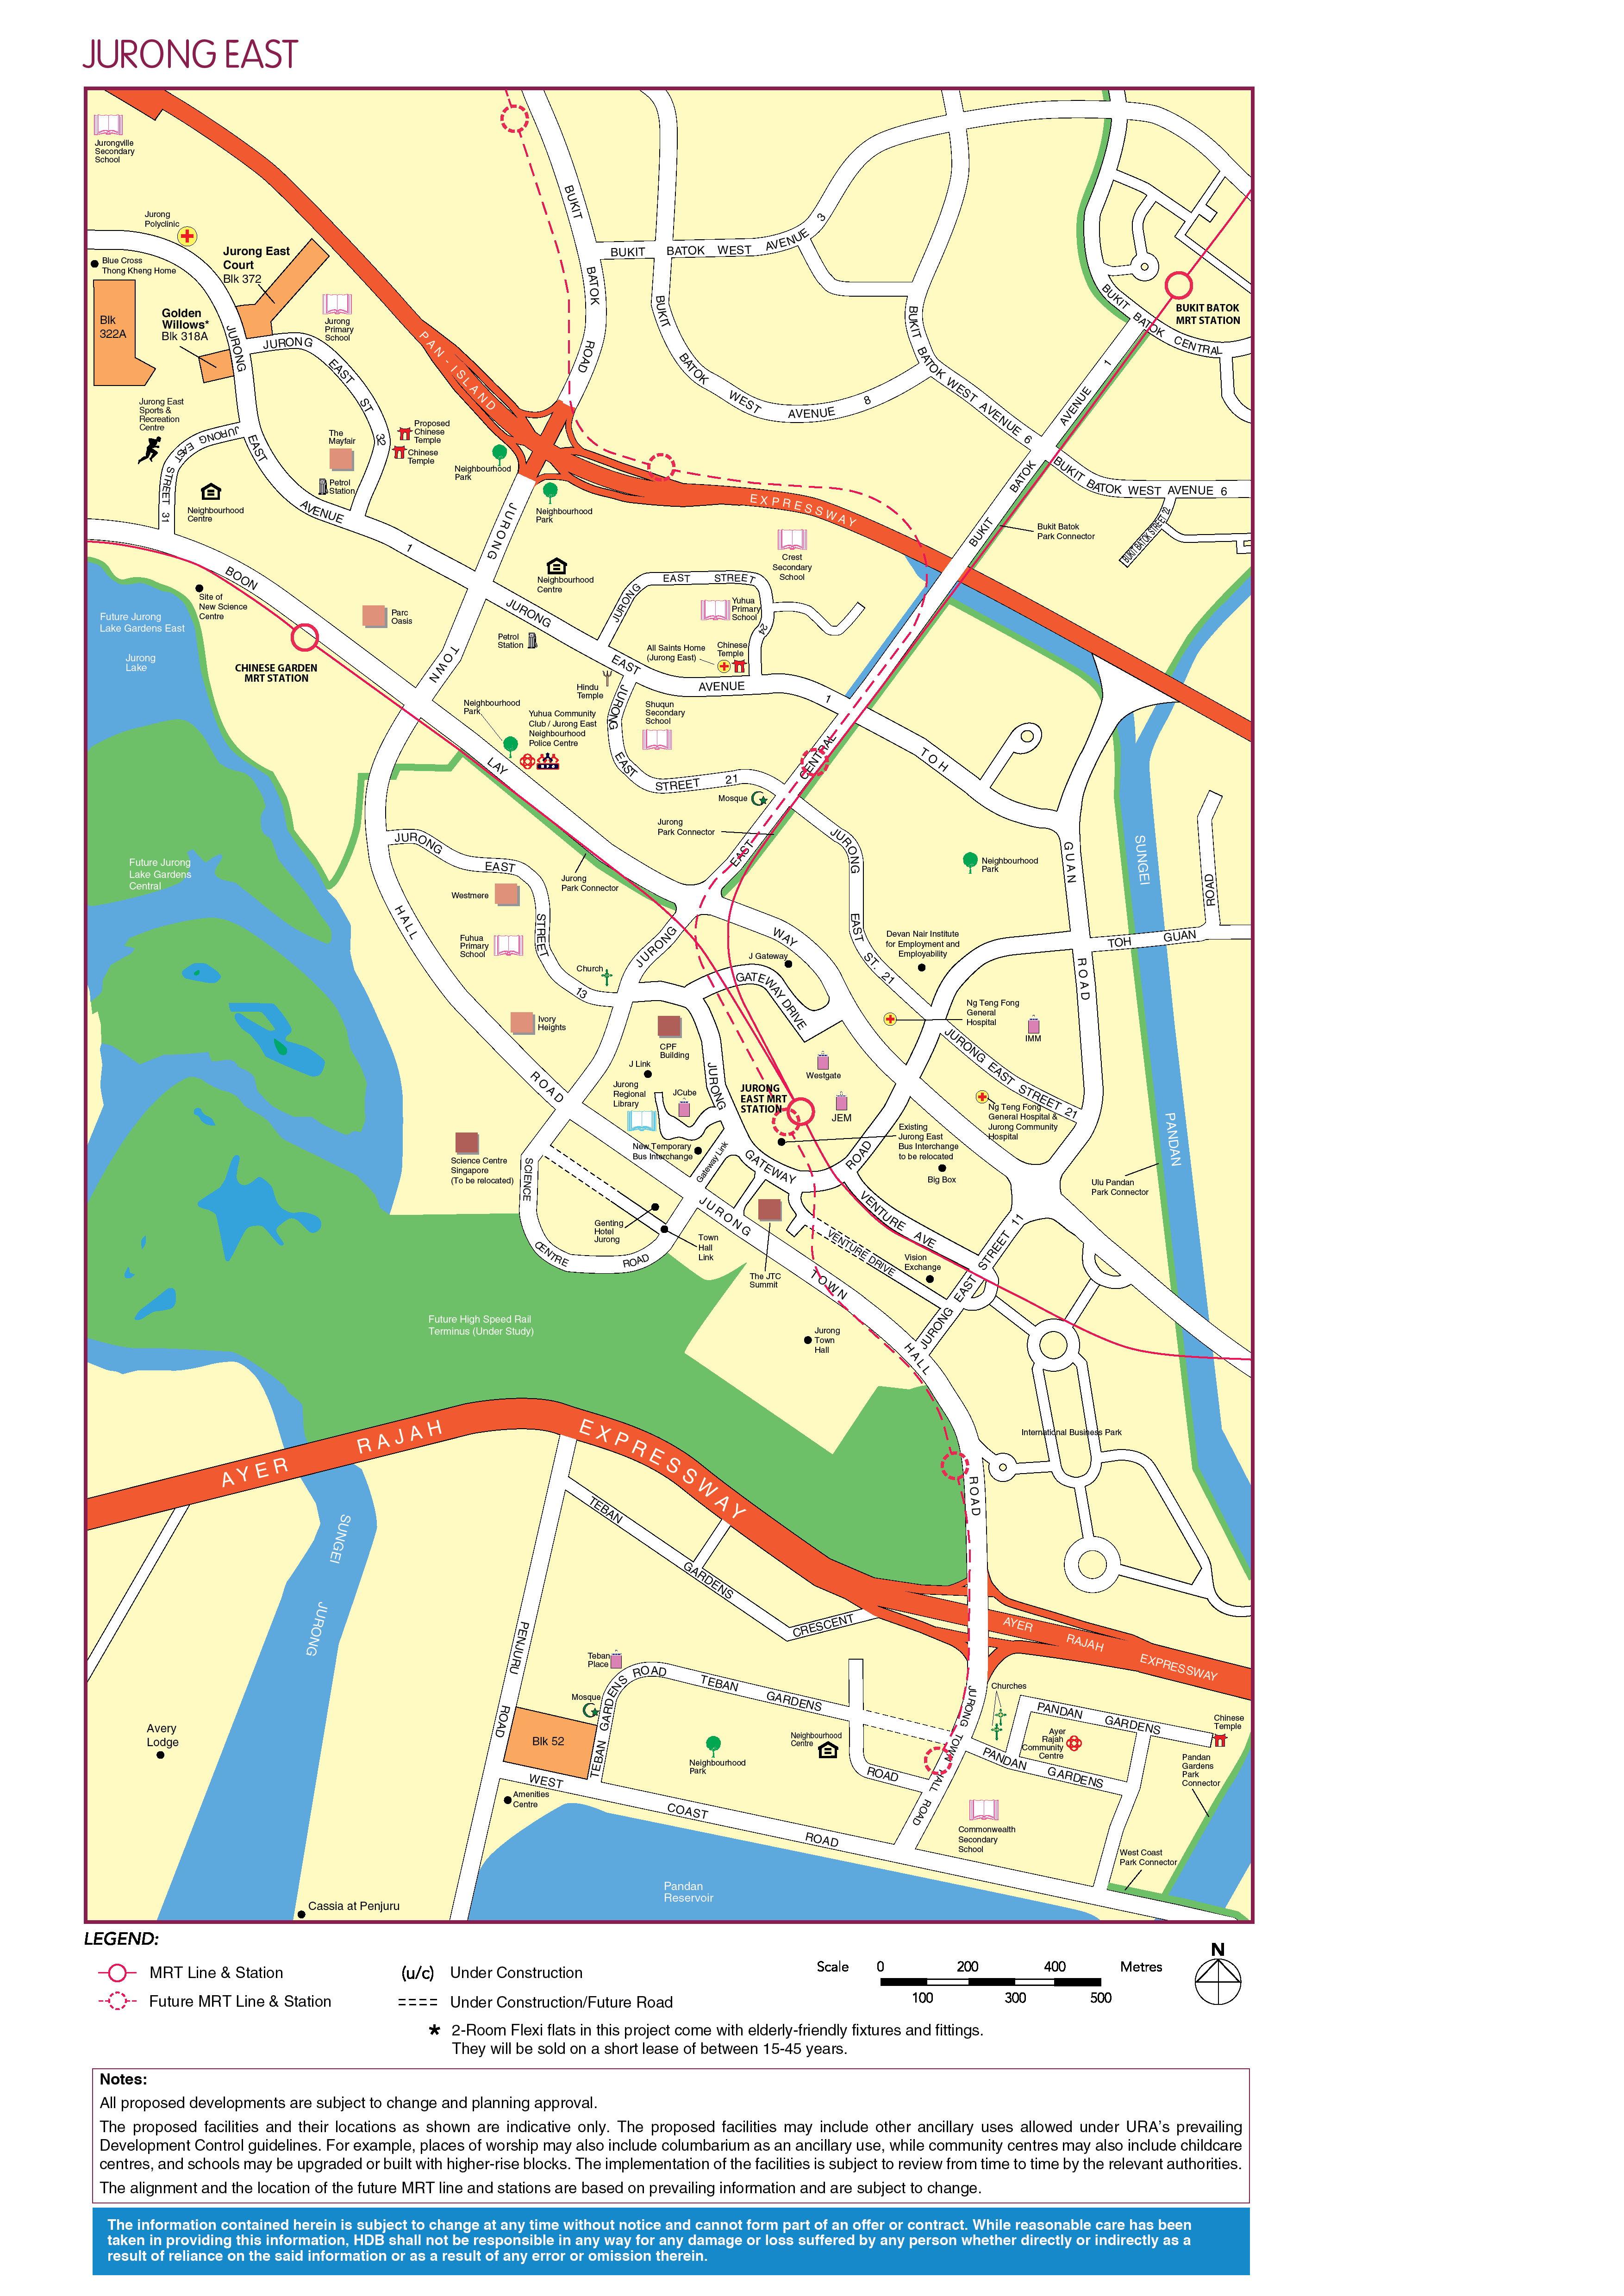 JURONG EAST
Jurongville
Secondary
School
Jurong
Polyclinic
Blue Cross
Thong Kheng Home
Jurong East
Court
Blk 372
Blk
322A
Golden
Willows*
Blk 318A
Jurong
Primary
School
JURONG
EAST
AVENUE
1
JURONG
EAST
ST
32
Jurong East
Sports &
Recreation
Centre
JURONG EAST
STREET 31
The
Mayfair
Petrol
Station
Neighbourhood
Centre
Proposed
Chinese
Temple
Chinese
Temple
Neighbourhood
Park
Neighbourhood
Park
PAN-ISLAND
EXPRESSWAY
BUKIT
BATOK
ROAD
BUKIT BATOK WEST AVENUE 3
BUKIT
BATOK
WEST
AVENUE
8
BUKIT BATOK WEST AVENUE 6
BUKIT BATOK WEST AVENUE 6
BUKIT BATOK STREET 22
BUKIT
BATOK
CENTRAL
BUKIT BATOK
MRT STATION
BUKIT
BATOK
AVENUE
1
Bukit Batok
Park Connector
Crest
Secondary
School
Future Jurong
Lake Gardens East
Jurong
Lake
BOON
LAY
WAY
Site of
New Science
Centre
CHINESE GARDEN
MRT STATION
Parc
Oasis
JURONG
TOWN
HALL
ROAD
Neighbourhood
Centre
Petrol
Station
JURONG
EAST
AVENUE
1
JURONG
EAST
STREET
24
Yuhua
Primary
School
All Saints Home
(Jurong East)
Chinese
Temple
Hindu
Temple
Neighbourhood
Park
Yuhua Community
Club / Jurong East
Neighbourhood
Police Centre
Shuqun
Secondary
School
JURONG
EAST
STREET
21
Mosque
Jurong
Park Connector
Jurong
Park Connector
JURONG
EAST
CENTRAL
TOH
GUAN
ROAD
TOH
GUAN
ROAD
SUNGEI
PANDAN
Neighbourhood
Park
Future Jurong
Lake Gardens
Central
JURONG
EAST
STREET
13
Westmere
Fuhua
Primary
School
Church
Ivory
Heights
JURONG
EAST
ST. 21
Devan Nair Institute
for Employment and
Employability
J Gateway
GATEWAY DRIVE
Ng Teng Fong
General
Hospital
IMM
CPF
Building
J Link
Jurong
Regional
Library
JCube
JURONG
JURONG
EAST MRT
STATION
Westgate
JEM
JURONG EAST STREET 21
Ng Teng Fong
General Hospital &
Jurong Community
Hospital
Existing
Jurong East
Bus Interchange
to be relocated
Big Box
New Temporary
Bus Interchange
Gateway Link
GATEWAY
ROAD
Science Centre
Singapore
(To be relocated)
SCIENCE
CENTRE
ROAD
Genting
Hotel
Jurong
Town
Hall
Link
The JTC
Summit
VENTURE AVE
VENTURE DRIVE
Vision
Exchange
JURONG EAST STREET 11
Ulu Pandan
Park Connector
JURONG
TOWN
HALL
ROAD
Jurong
Town
Hall
Future High Speed Rail
Terminus (Under Study)
International Business Park
AYER
RAJAH
EXPRESSWAY
SUNGEI
JURONG
TEBAN
GARDENS
CRESCENT
AYER
RAJAH
EXPRESSWAY
PENJURU
ROAD
Teban
Place
Mosque
TEBAN GARDENS ROAD
TEBAN
GARDENS
ROAD
Blk 52
Neighbourhood
Park
Neighbourhood
Centre
JURONG
TOWN
HALL
ROAD
Churches
PANDAN
GARDENS
Ayer
Rajah
Community
Centre
PANDAN
GARDENS
Chinese
Temple
Pandan
Gardens
Park
Connector
Avery
Lodge
Amenities
Centre
WEST
COAST
ROAD
Commonwealth
Secondary
School
West Coast
Park Connector
Pandan
Reservoir
Cassia at Penjuru
LEGEND:
MRT Line & Station
Future MRT Line & Station
(u/c) Under Construction
Under Construction/Future Road
* 2-Room Flexi flats in this project come with elderly-friendly fixtures and fittings.
They will be sold on a short lease of between 15-45 years.
Scale 0 200 400 Metres
100 300 500
N
Notes:
All proposed developments are subject to change and planning approval.
The proposed facilities and their locations as shown are indicative only. The proposed facilities may include other ancillary uses allowed under URA's prevailing
Development Control guidelines. For example, places of worship may also include columbarium as an ancillary use, while community centres may also include childcare
centres, and schools may be upgraded or built with higher-rise blocks. The implementation of the facilities is subject to review from time to time by the relevant authorities.
The alignment and the location of the future MRT line and stations are based on prevailing information and are subject to change.
The information contained herein is subject to change at any time without notice and cannot form part of an offer or contract. While reasonable care has been
taken in providing this information, HDB shall not be responsible in any way for any damage or loss suffered by any person whether directly or indirectly as a
result of reliance on the said information or as a result of any error or omission therein.